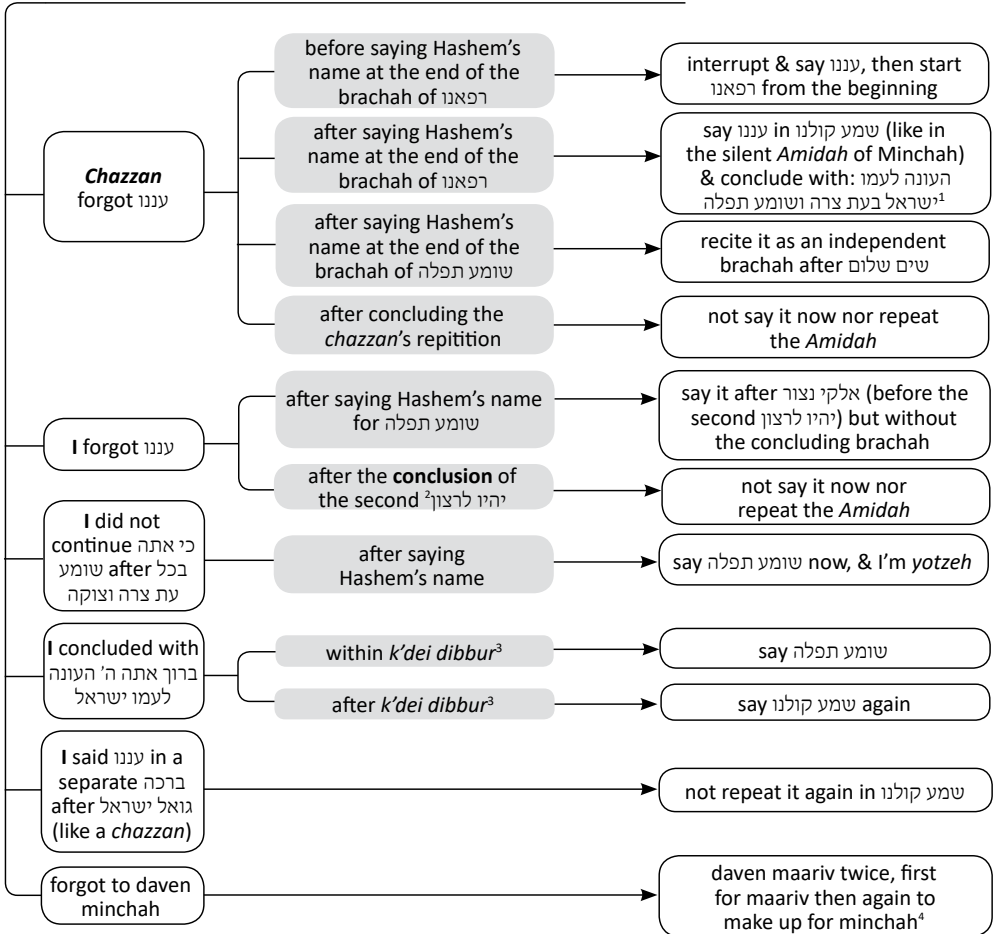 Chazzan
forgot עננו
before saying Hashem's
name at the end of the
brachah of
רפאנו
interrupt & say עננו, then start
רפאנו from the beginning
after saying Hashem's
name at the end of the
brachah of
רפאנו
say עננו in שמע קולנו (like in
the silent Amidah of Minchah)
& conclude with: העונה לעמו
ישראל בעת צרה ושומע תפלה1
after saying Hashem's
name at the end of the
brachah of שומע תפלה
recite it as an independent
brachah after שים שלום
after concluding the
chazzan's repitition
not say it now nor repeat
the Amidah
I forgot עננו
after saying Hashem's name
for שומע תפלה
say it after אלקי נצור (before the
second יהיו לרצון) but without
the concluding brachah
after the conclusion of
the second יהיו לרצון2
not say it now nor
repeat the Amidah
I did not
continue כי אתה
שומע after בכל
עת צרה וצוקה
after saying
Hashem's name
say שומע תפלה now, & I'm yotzeh
I concluded with
ברוך אתה ה' העונה
לעמו ישראל
within k'dei dibbur3
say שומע תפלה
after k'dei dibbur3
say שמע קולנו again
I said עננו in a
separate ברכה
after גואל ישראל
(like a chazzan)
not repeat it again in שמע קולנו
forgot to daven
minchah
daven maariv twice, first
for maariv then again to
make up for minchah4